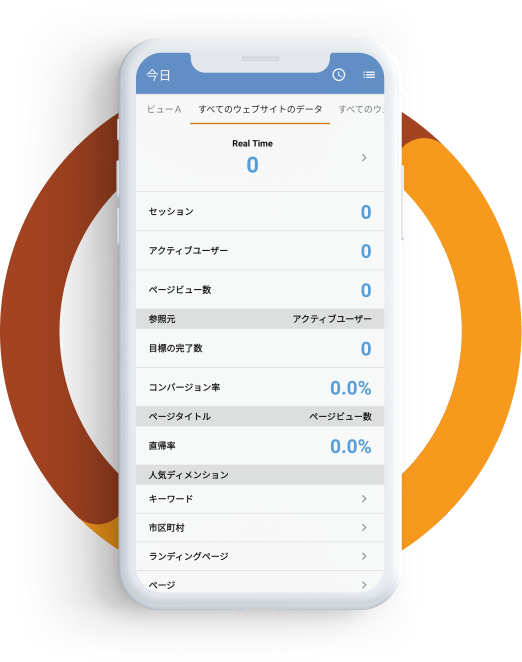 今日
ビューA すべてのウェブサイトのデータ すべてのウ
Real Time
0
セッション 0
アクティブユーザー 0
ページビュー数 0
参照元 アクティブユーザー
目標の完了数 0
コンバージョン率 0.0%
ページタイトル ページビュー数
直帰率 0.0%
人気ディメンション
キーワード
市区町村
ランディングページ
ページ